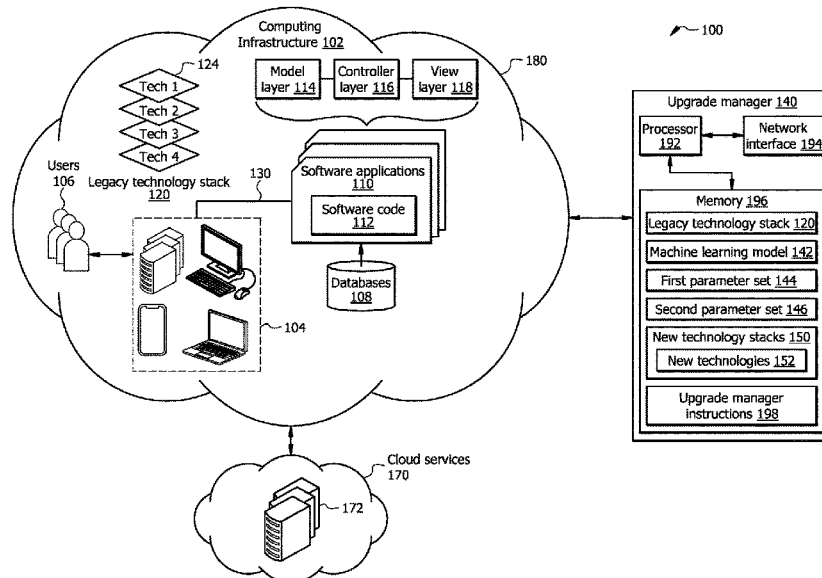 100
Computing
Infrastructure 102
180
124
Tech 1
Tech 2
Tech 3
Tech 4
Legacy technology stack
120
Model
layer 114
Controller
layer 116
View
layer 118
Users
106
130
Software applications
110
Software code
112
Databases
108
104
Cloud services
170
172
Upgrade manager 140
Processor
192
Network
interface 194
Memory 196
Legacy technology stack 120
Machine learning model 142
First parameter set 144
Second parameter set 146
New technology stacks 150
New technologies 152
Upgrade manager
instructions 198